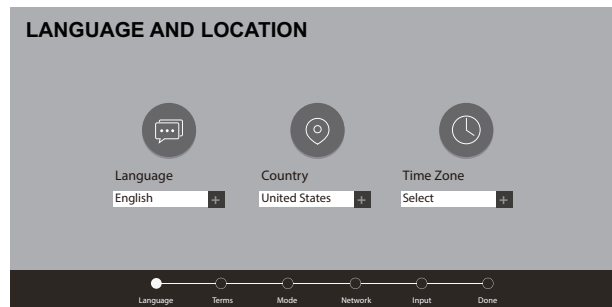 LANGUAGE AND LOCATION
Language Country Time Zone
English + United States + Select +
Language Terms Mode Network Input Done